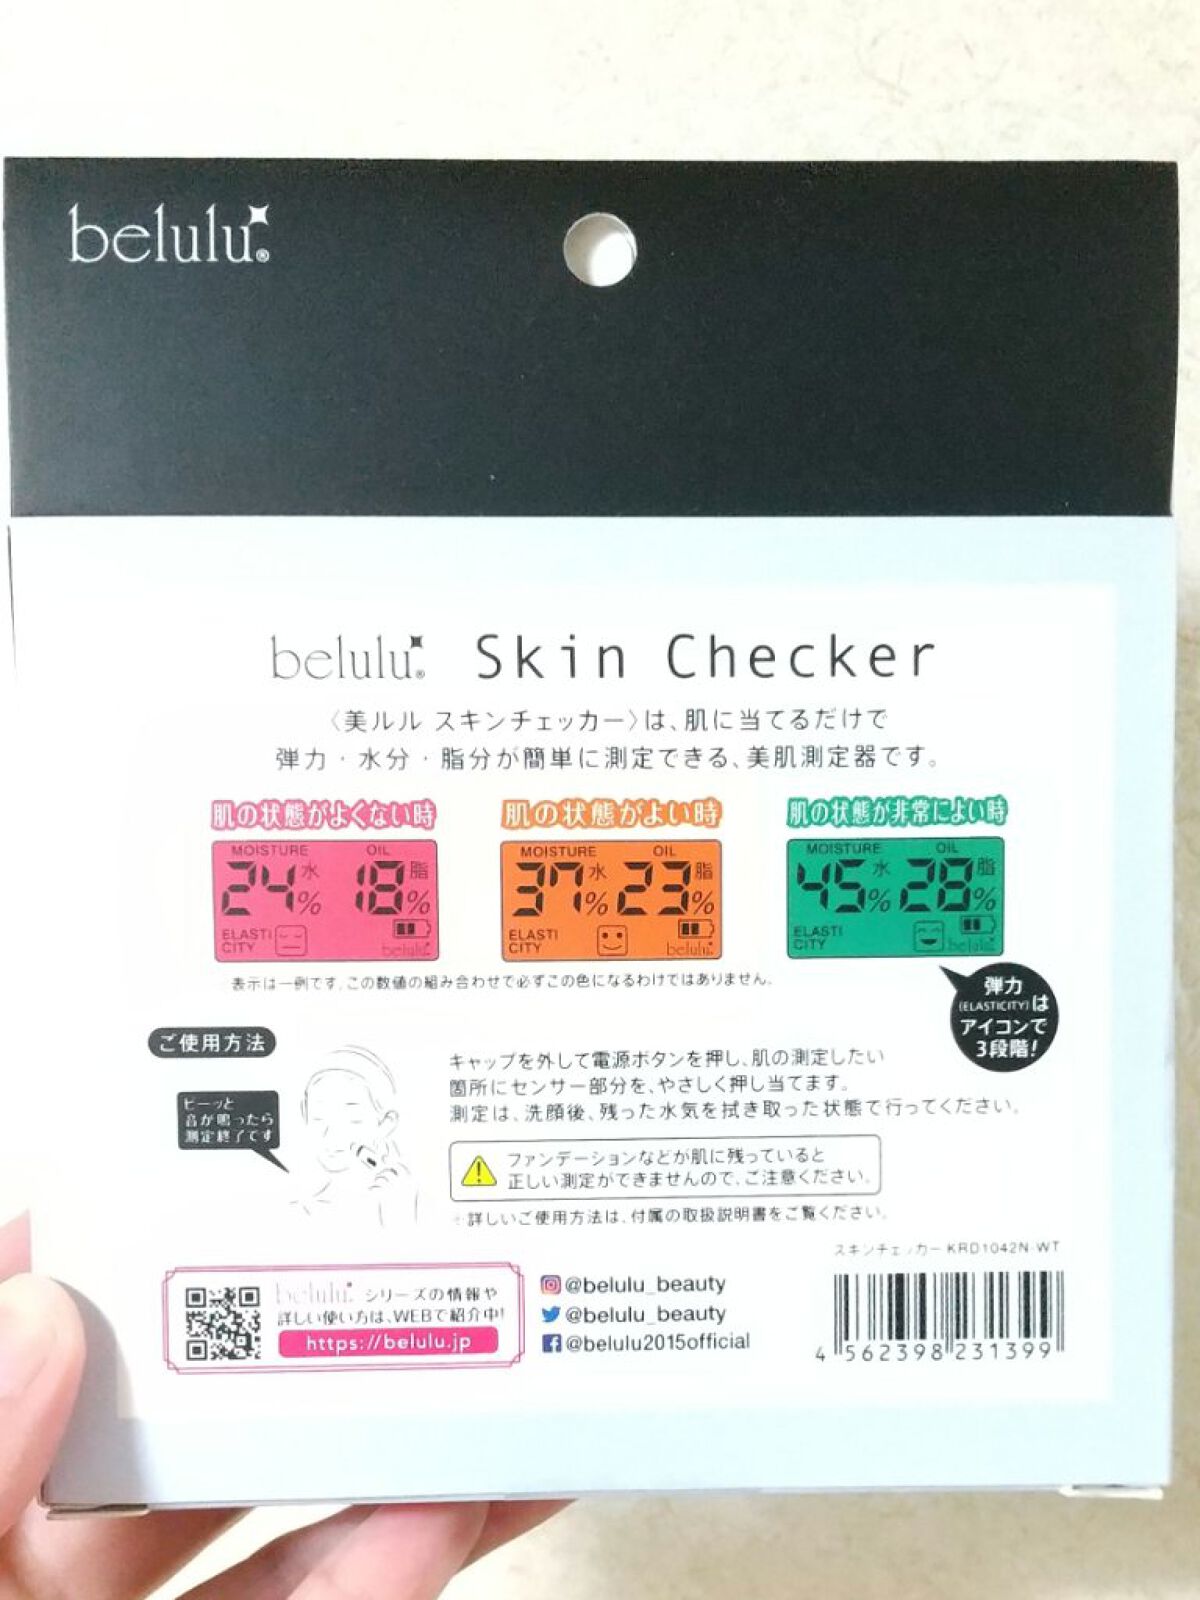 belulu®
belulu® Skin Checker
〈美ルル スキンチェッカー〉は、肌に当てるだけで
弾力・水分・脂分が簡単に測定できる、美肌測定器です。
肌の状態がよくない時
MOISTURE OIL
24水% 18脂%
ELASTI
CITY
belulu
肌の状態がよい時
MOISTURE OIL
37水% 23脂%
ELASTI
CITY
belulu
肌の状態が非常によい時
MOISTURE OIL
45水% 28脂%
ELASTI
CITY
belulu
表示は一例です。この数値の組み合わせで必ずこの色になるわけではありません。
弾力
(ELASTICITY)は
アイコンで
3段階!
ご使用方法
ピーッと
音が鳴ったら
測定終了です
キャップを外して電源ボタンを押し、肌の測定したい
箇所にセンサー部分を、やさしく押し当てます。
測定は、洗顔後、残った水気を拭き取った状態で行ってください。
ファンデーションなどが肌に残っていると
正しい測定ができませんので、ご注意ください。
※詳しいご使用方法は、付属の取扱説明書をご覧ください。
スキンチェッカー KRD1042N-WT
belulu® シリーズの情報や
詳しい使い方は、WEBで紹介中!
https://belulu.jp
@belulu_beauty
@belulu_beauty
@belulu2015official
4 562398 231399